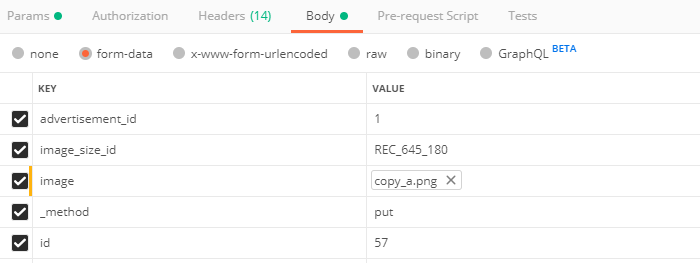 Params Authorization Headers (14) Body Pre-request Script Tests
none form-data x-www-form-urlencoded raw binary GraphQL BETA
KEY VALUE
advertisement_id 1
image_size_id REC_645_180
image copy_a.png
_method put
id 57